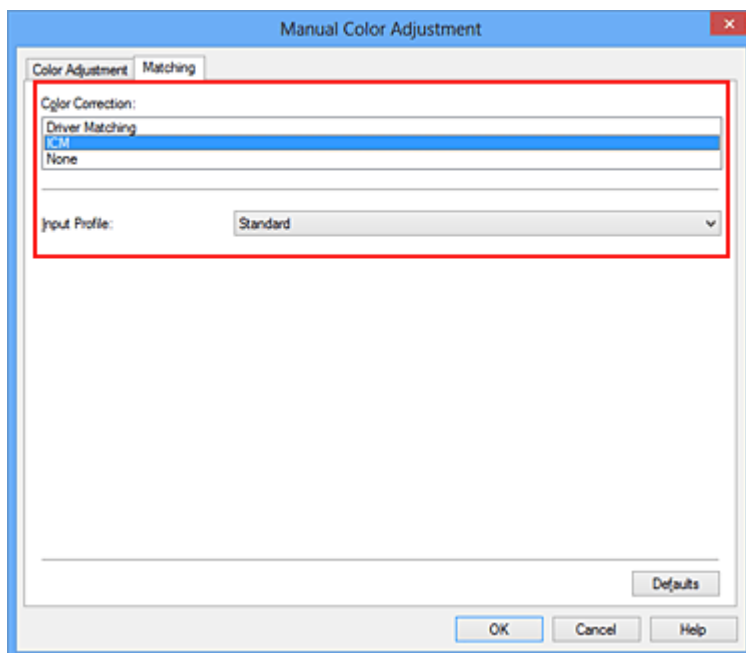 Manual Color Adjustment
Color Adjustment Matching
Color Correction:
Driver Matching
ICM
None
Input Profile: Standard
Defaults
OK Cancel Help